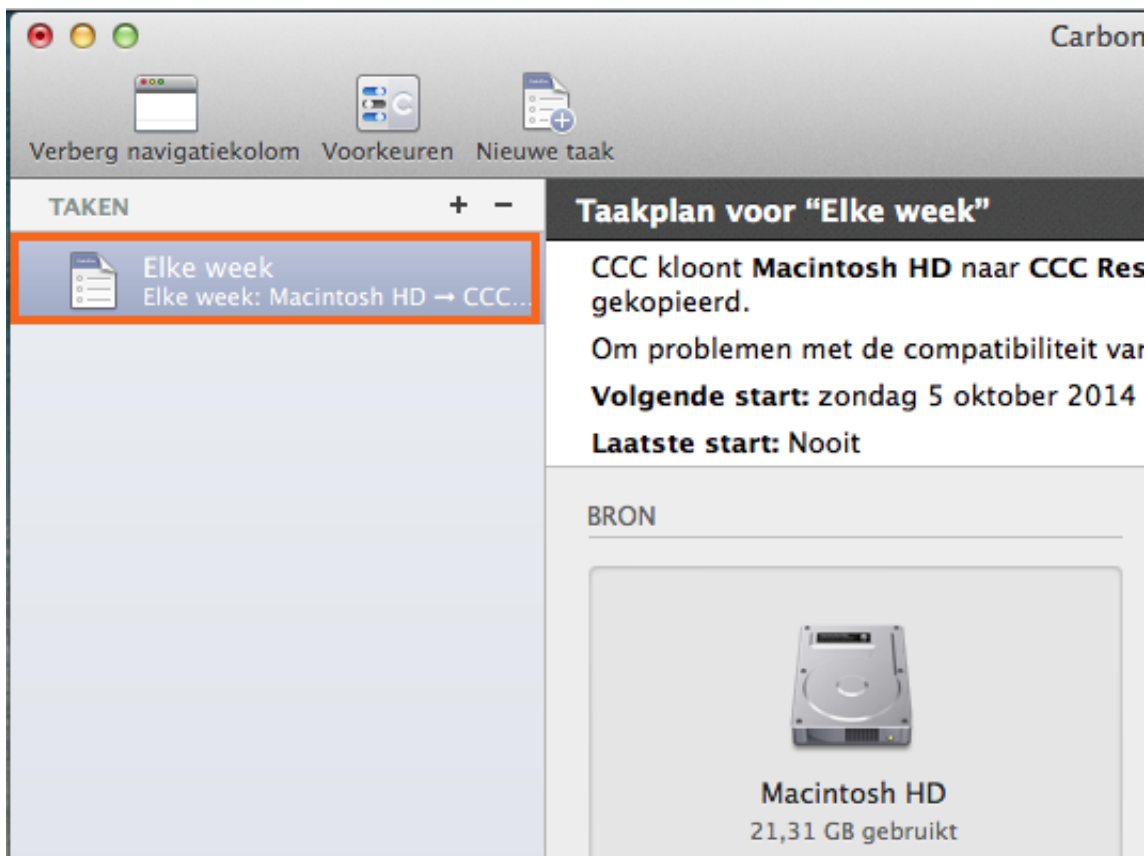 Carbon
Verberg navigatiekolom Voorkeuren Nieuwe taak
TAKEN + −
Elke week
Elke week: Macintosh HD → CCC...
Taakplan voor “Elke week”
CCC kloont Macintosh HD naar CCC Res
gekopieerd.
Om problemen met de compatibiliteit van
Volgende start: zondag 5 oktober 2014
Laatste start: Nooit
BRON
Macintosh HD
21,31 GB gebruikt